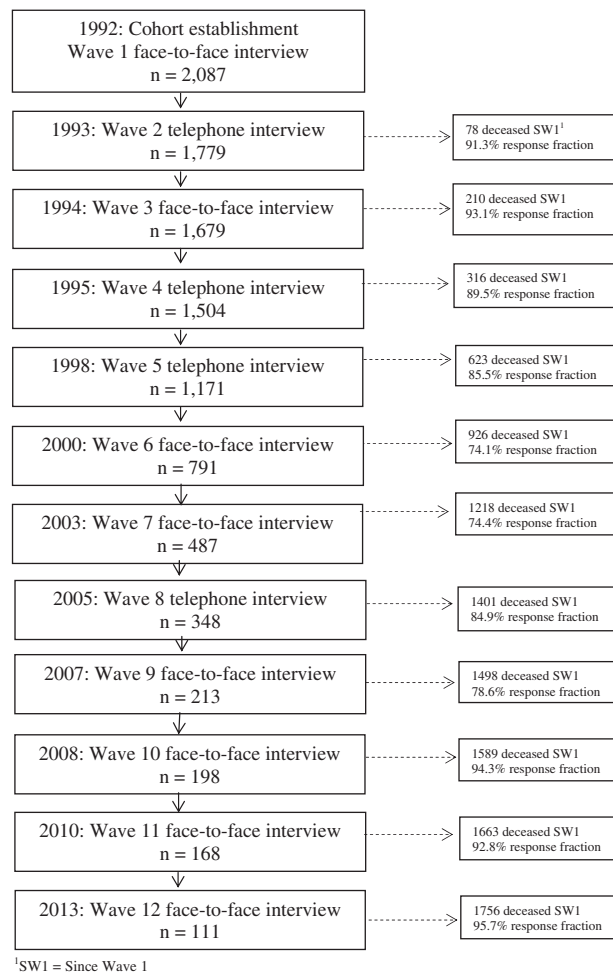 1992: Cohort establishment
Wave 1 face-to-face interview
n = 2,087
1993: Wave 2 telephone interview
n = 1,779
78 deceased SW1¹
91.3% response fraction
1994: Wave 3 face-to-face interview
n = 1,679
210 deceased SW1
93.1% response fraction
1995: Wave 4 telephone interview
n = 1,504
316 deceased SW1
89.5% response fraction
1998: Wave 5 telephone interview
n = 1,171
623 deceased SW1
85.5% response fraction
2000: Wave 6 face-to-face interview
n = 791
926 deceased SW1
74.1% response fraction
2003: Wave 7 face-to-face interview
n = 487
1218 deceased SW1
74.4% response fraction
2005: Wave 8 telephone interview
n = 348
1401 deceased SW1
84.9% response fraction
2007: Wave 9 face-to-face interview
n = 213
1498 deceased SW1
78.6% response fraction
2008: Wave 10 face-to-face interview
n = 198
1589 deceased SW1
94.3% response fraction
2010: Wave 11 face-to-face interview
n = 168
1663 deceased SW1
92.8% response fraction
2013: Wave 12 face-to-face interview
n = 111
1756 deceased SW1
95.7% response fraction
¹SW1 = Since Wave 1